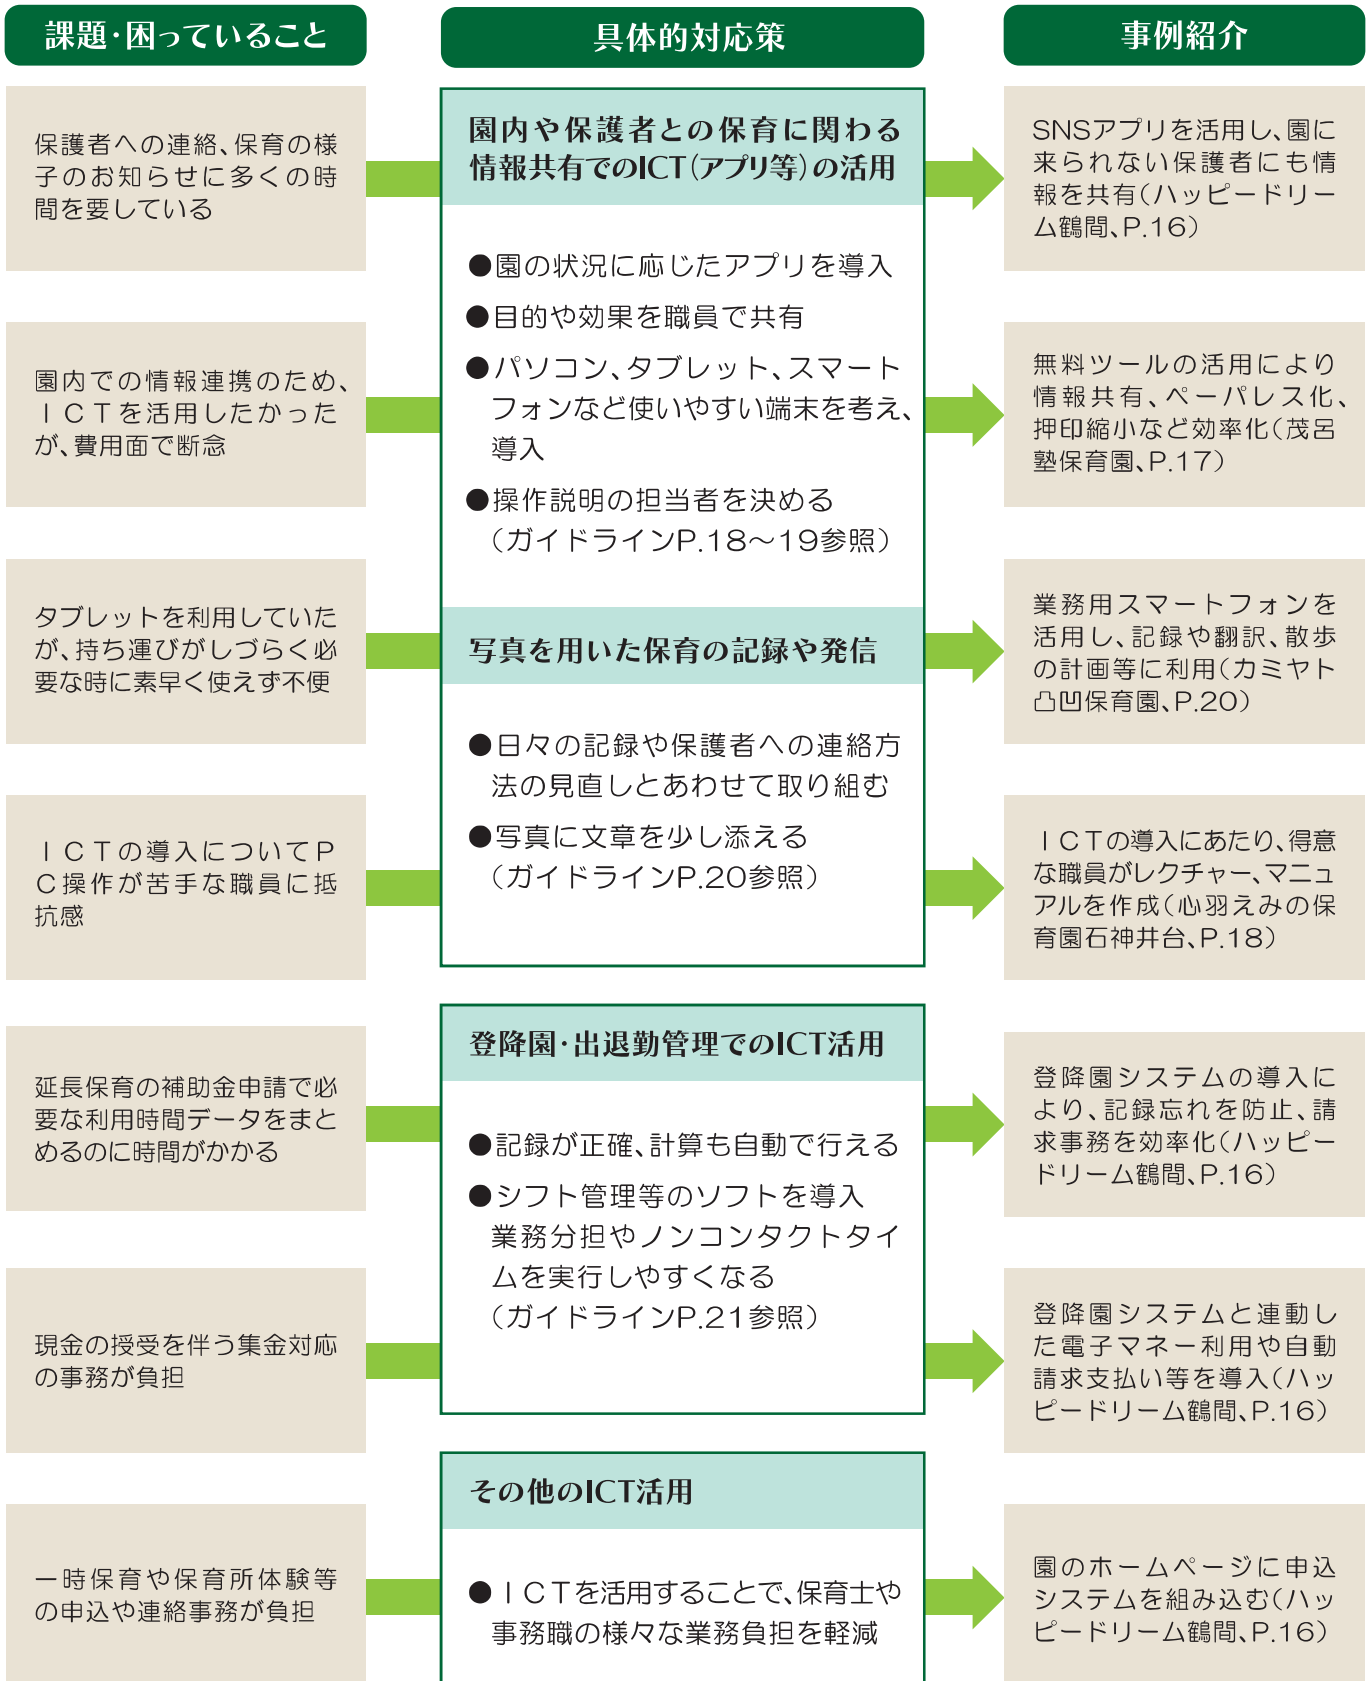 課題・困っていること
具体的対応策
事例紹介
保護者への連絡、保育の様
子のお知らせに多くの時
間を要している
園内での情報連携のため、
ＩＣＴを活用したかった
が、費用面で断念
タブレットを利用していた
が、持ち運びがしづらく必
要な時に素早く使えず不便
ＩＣＴの導入についてＰ
Ｃ操作が苦手な職員に抵
抗感
園内や保護者との保育に関わる
情報共有でのICT（アプリ等）の活用
●園の状況に応じたアプリを導入
●目的や効果を職員で共有
●パソコン、タブレット、スマート
フォンなど使いやすい端末を考え、
導入
●操作説明の担当者を決める
（ガイドラインP.18～19参照）
写真を用いた保育の記録や発信
●日々の記録や保護者への連絡方
法の見直しとあわせて取り組む
●写真に文章を少し添える
（ガイドラインP.20参照）
SNSアプリを活用し、園に
来られない保護者にも情
報を共有（ハッピードリー
ム鶴間、P.16）
無料ツールの活用により
情報共有、ペーパレス化、
押印縮小など効率化（茂呂
塾保育園、P.17）
業務用スマートフォンを
活用し、記録や翻訳、散歩
の計画等に利用（カミヤト
凸凹保育園、P.20）
ＩＣＴの導入にあたり、得意
な職員がレクチャー、マニュ
アルを作成（心羽えみの保
育園石神井台、P.18）
延長保育の補助金申請で必
要な利用時間データをまと
めるのに時間がかかる
現金の授受を伴う集金対応
の事務が負担
登降園・出退勤管理でのICT活用
●記録が正確、計算も自動で行える
●シフト管理等のソフトを導入
業務分担やノンコンタクトタイ
ムを実行しやすくなる
（ガイドラインP.21参照）
登降園システムの導入に
より、記録忘れを防止、請
求事務を効率化（ハッピー
ドリーム鶴間、P.16）
登降園システムと連動し
た電子マネー利用や自動
請求支払い等を導入（ハッ
ピードリーム鶴間、P.16）
一時保育や保育所体験等
の申込や連絡事務が負担
その他のICT活用
●ＩＣＴを活用することで、保育士や
事務職の様々な業務負担を軽減
園のホームページに申込
システムを組み込む（ハッ
ピードリーム鶴間、P.16）